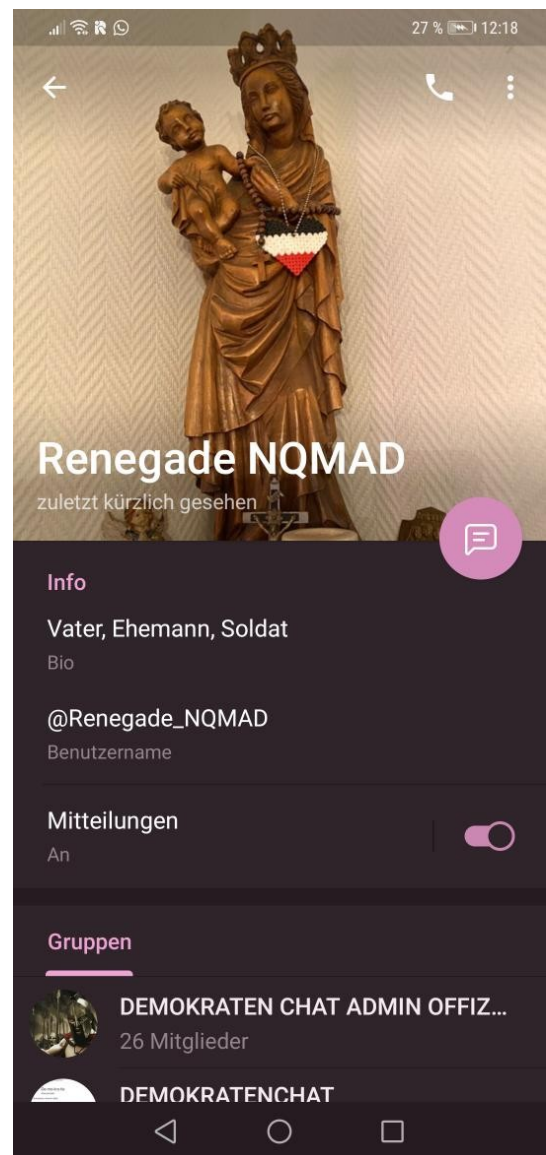 27 % 12:18
Renegade NQMAD
zuletzt kürzlich gesehen
Info
Vater, Ehemann, Soldat
Bio
@Renegade_NQMAD
Benutzername
Mitteilungen
An
Gruppen
DEMOKRATEN CHAT ADMIN OFFIZ...
26 Mitglieder
DEMOKRATENCHAT